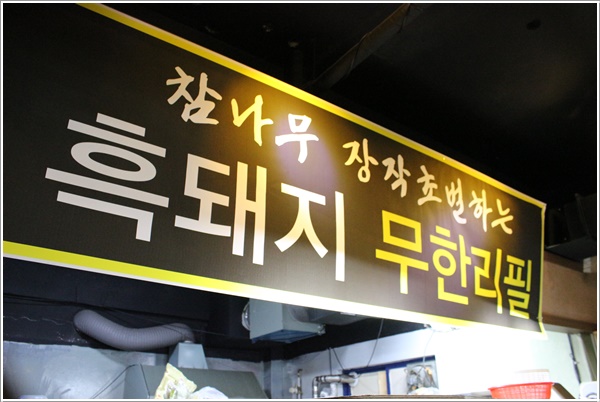 참나무 장작초벌하는
흑돼지 무한리필